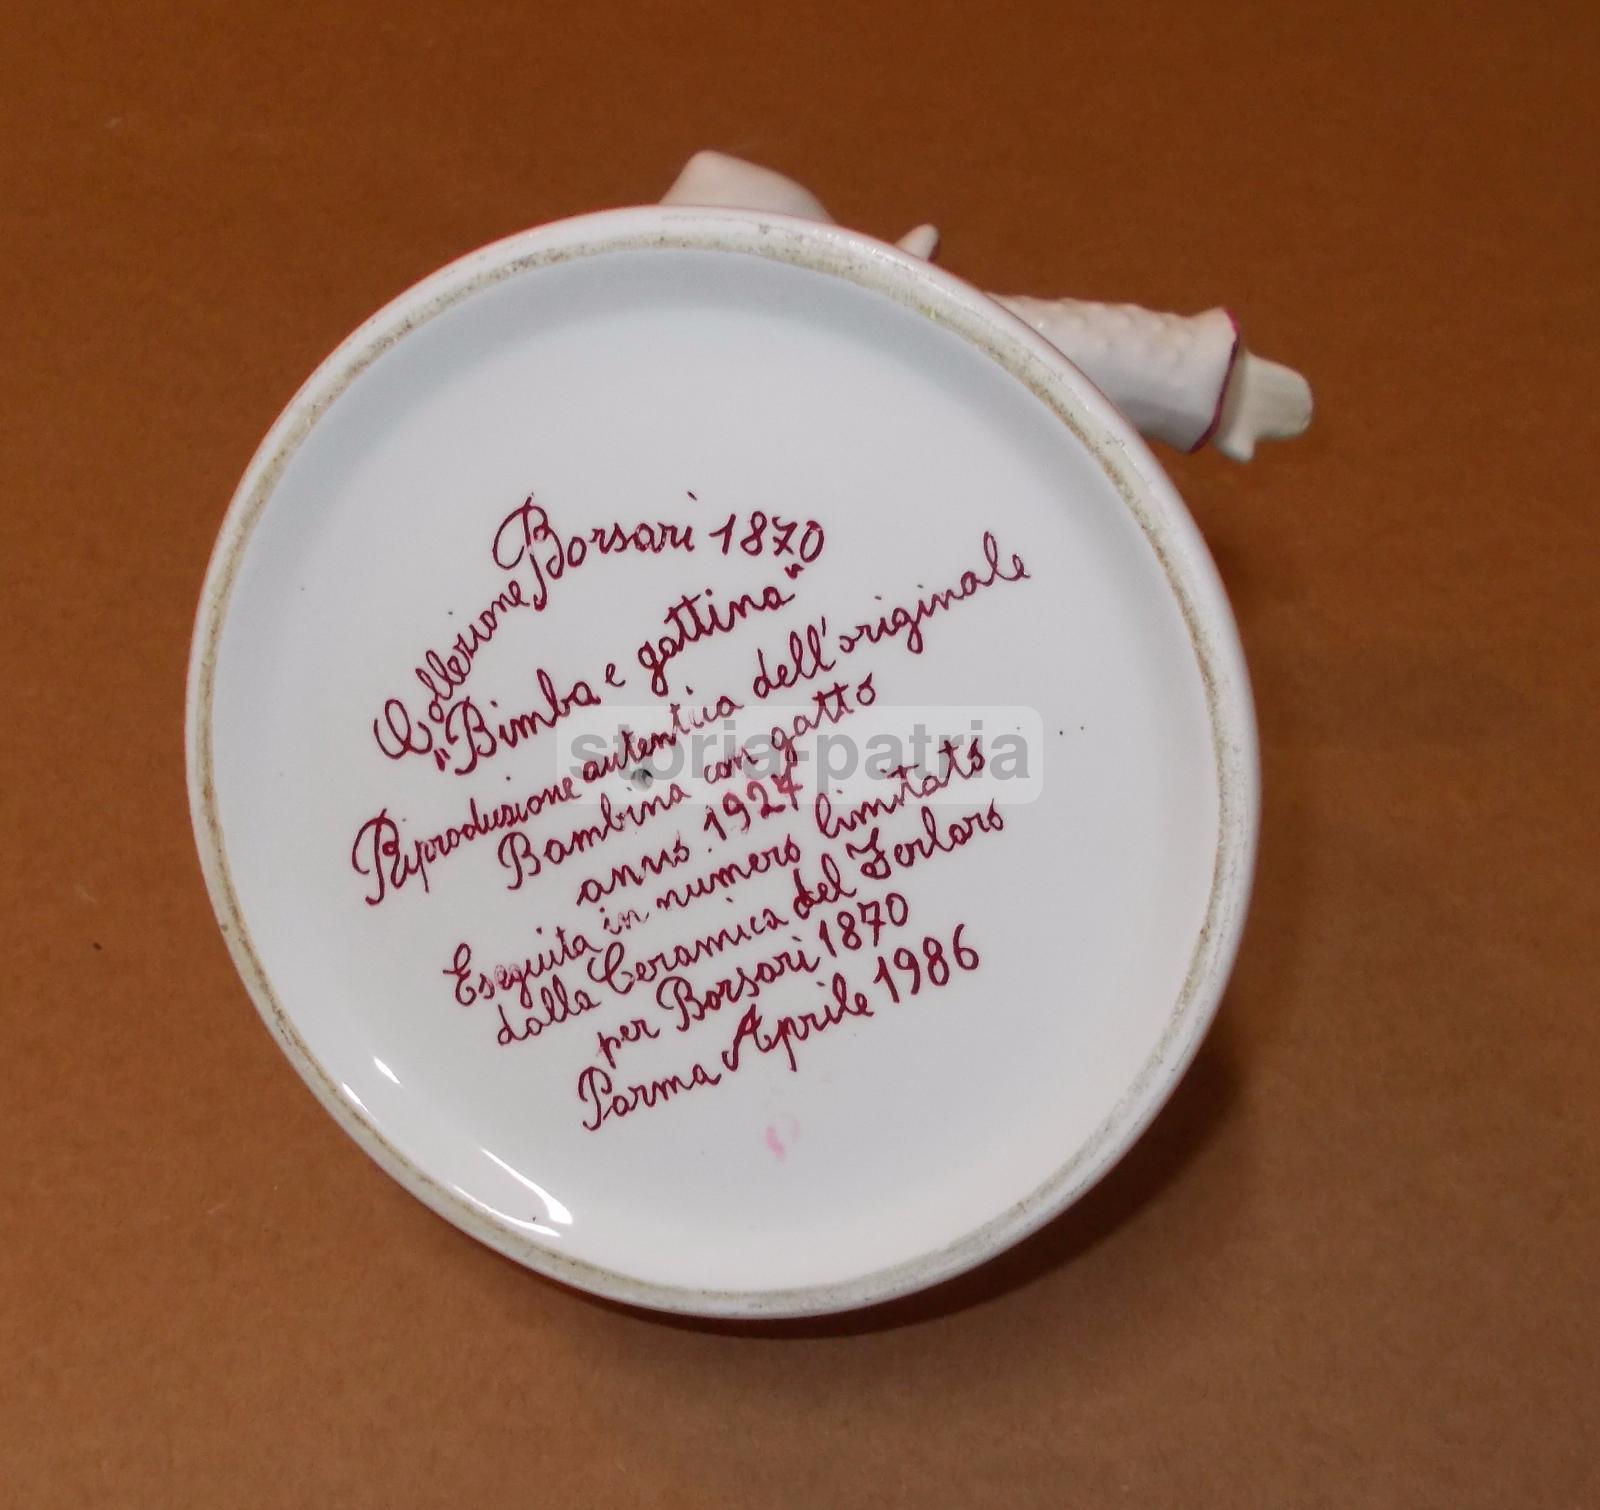 Collezione Borsari 1870
"Bimba e gattina"
Riproduzione autentica dell'originale
Bambina con gatto
anno 1927
Eseguita in numero limitato
dalla Ceramica del Ferlaro
per Borsari 1870
Parma Aprile 1986
storia-patria